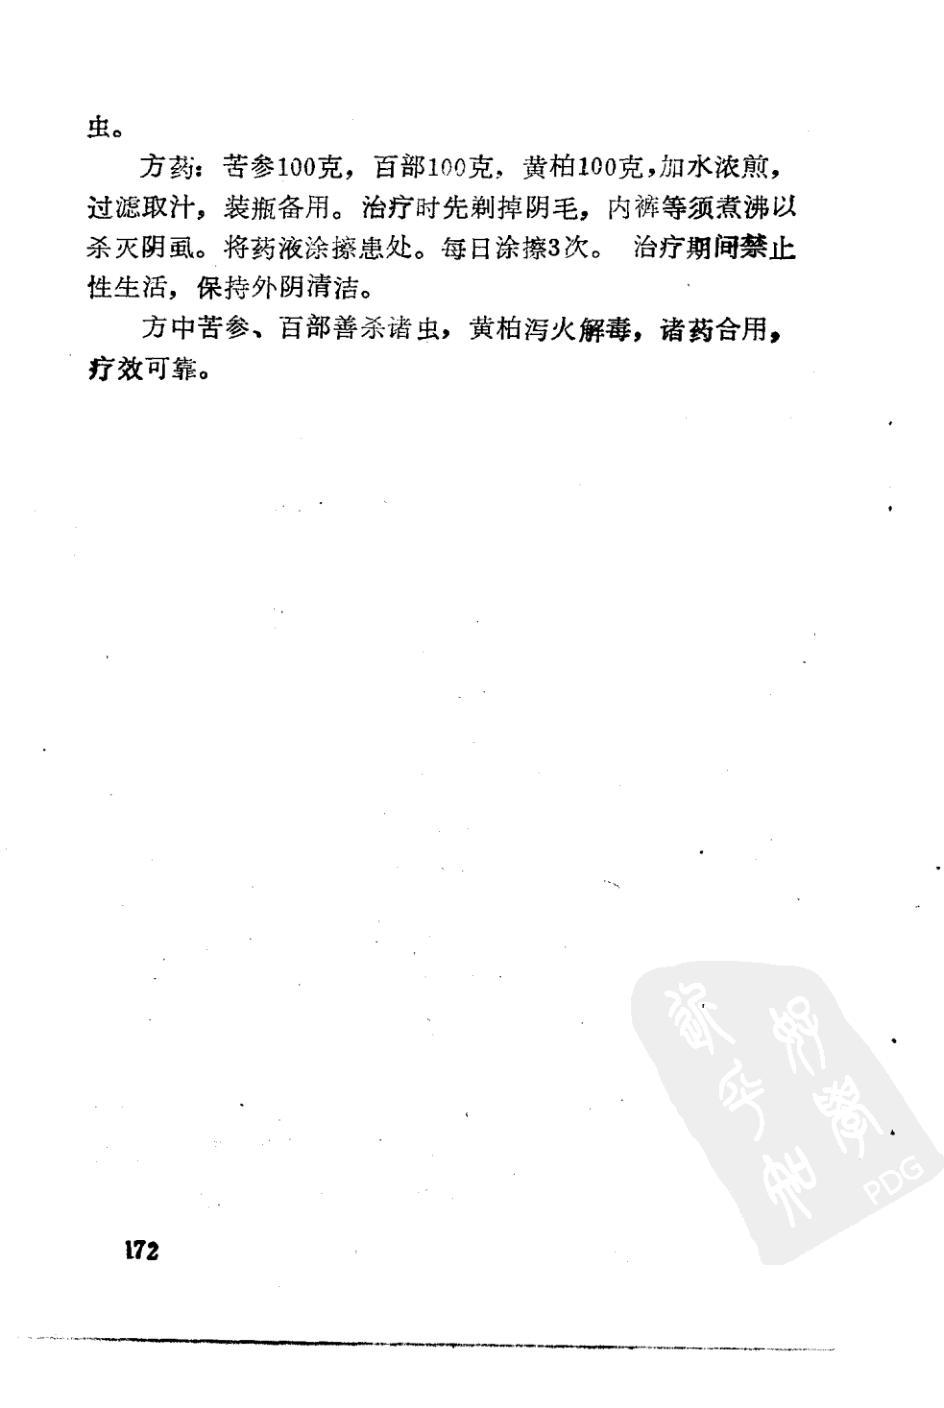 虫。
方药：苦参100克，百部100克，黄柏100克，加水浓煎，
过滤取汁，装瓶备用。治疗时先剃掉阴毛，内裤等须煮沸以
杀灭阴虱。将药液涂擦患处。每日涂擦3次。 治疗期间禁止
性生活，保持外阴清洁。
方中苦参、百部善杀诸虫，黄柏泻火解毒，诸药合用，
疗效可靠。
PDG
172